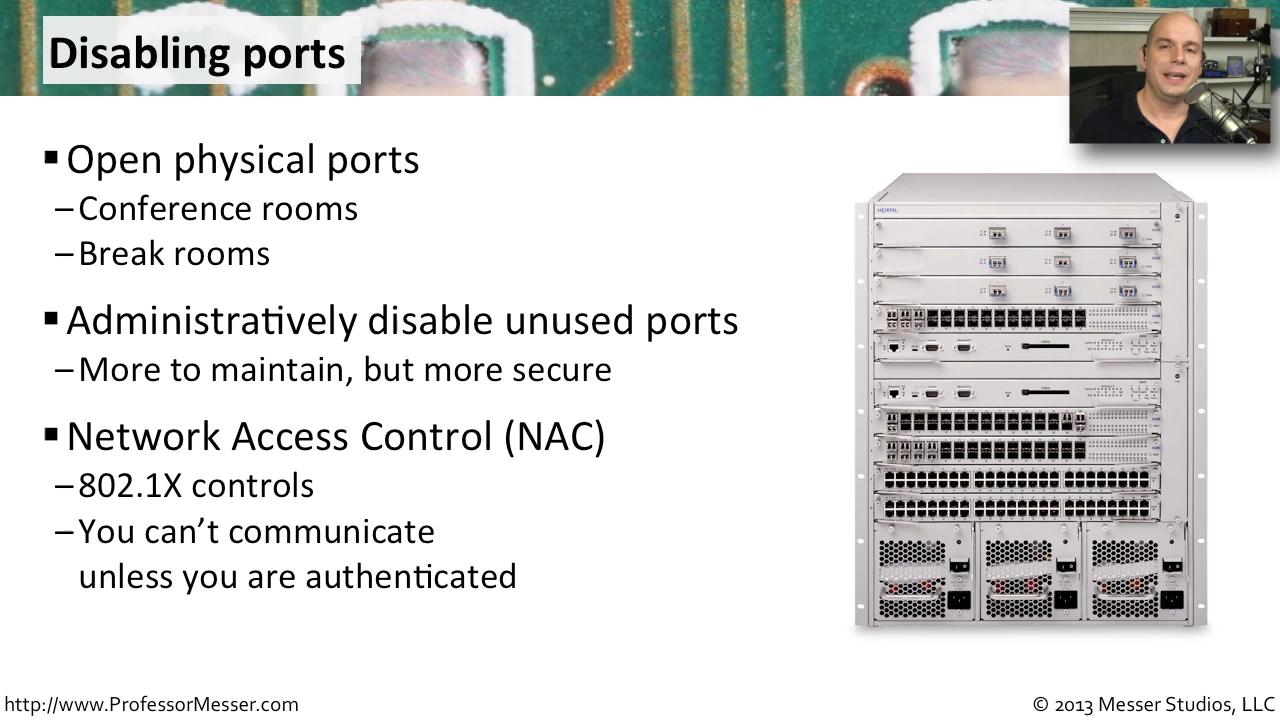 Disabling ports
▪ Open physical ports
–Conference rooms
–Break rooms
▪ Administratively disable unused ports
–More to maintain, but more secure
▪ Network Access Control (NAC)
–802.1X controls
–You can’t communicate
unless you are authenticated
NORTEL
http://www.ProfessorMesser.com
© 2013 Messer Studios, LLC